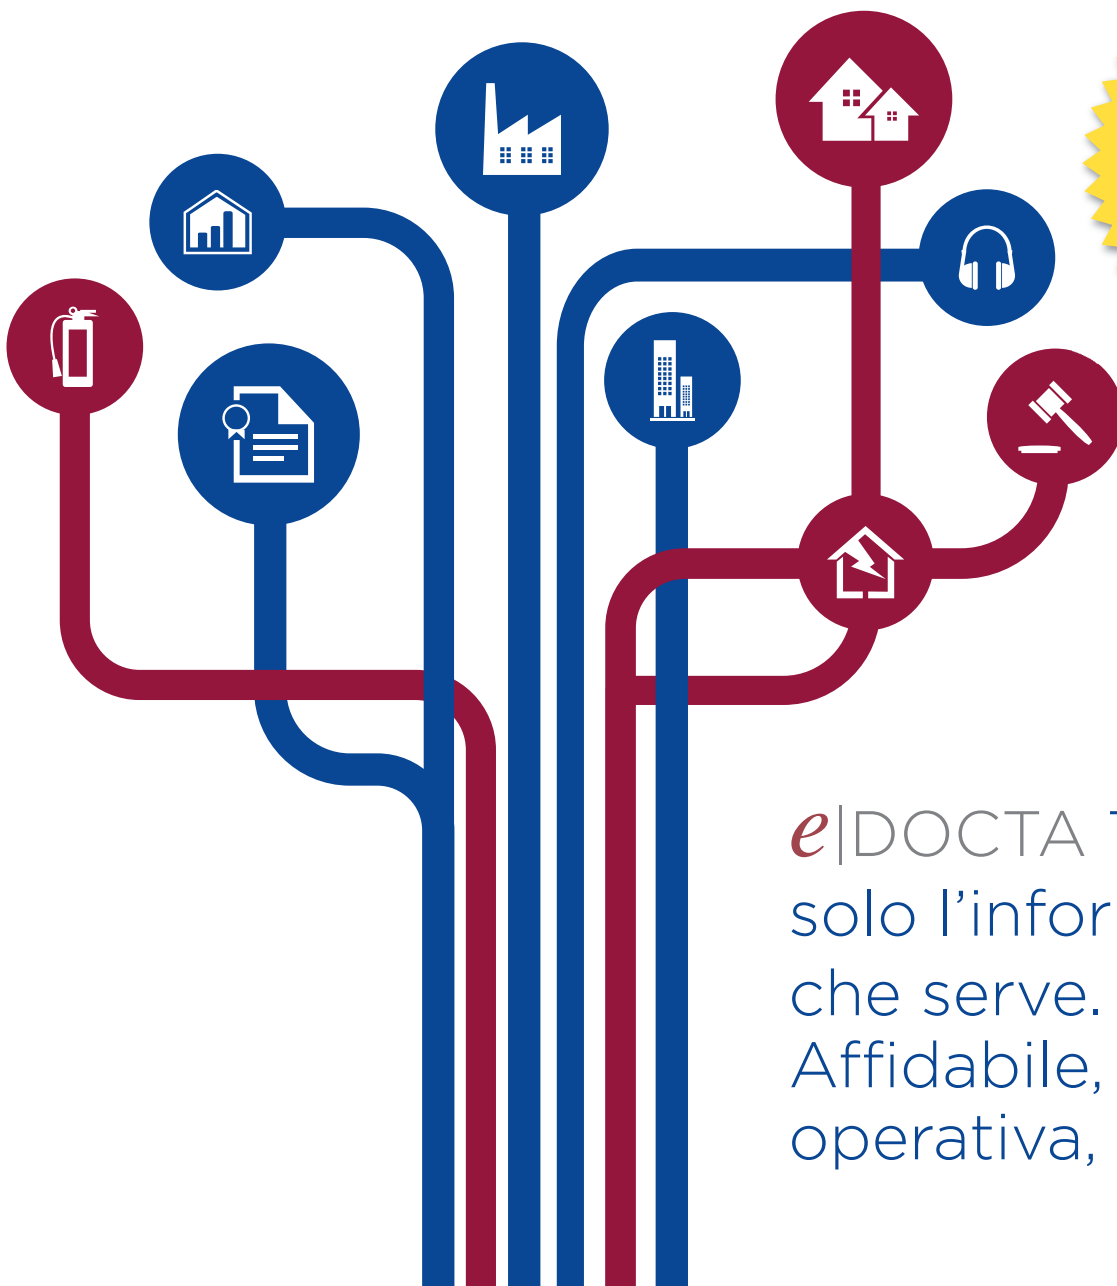 e|DOCTA
solo l'infor
che serve.
Affidabile,
operativa,